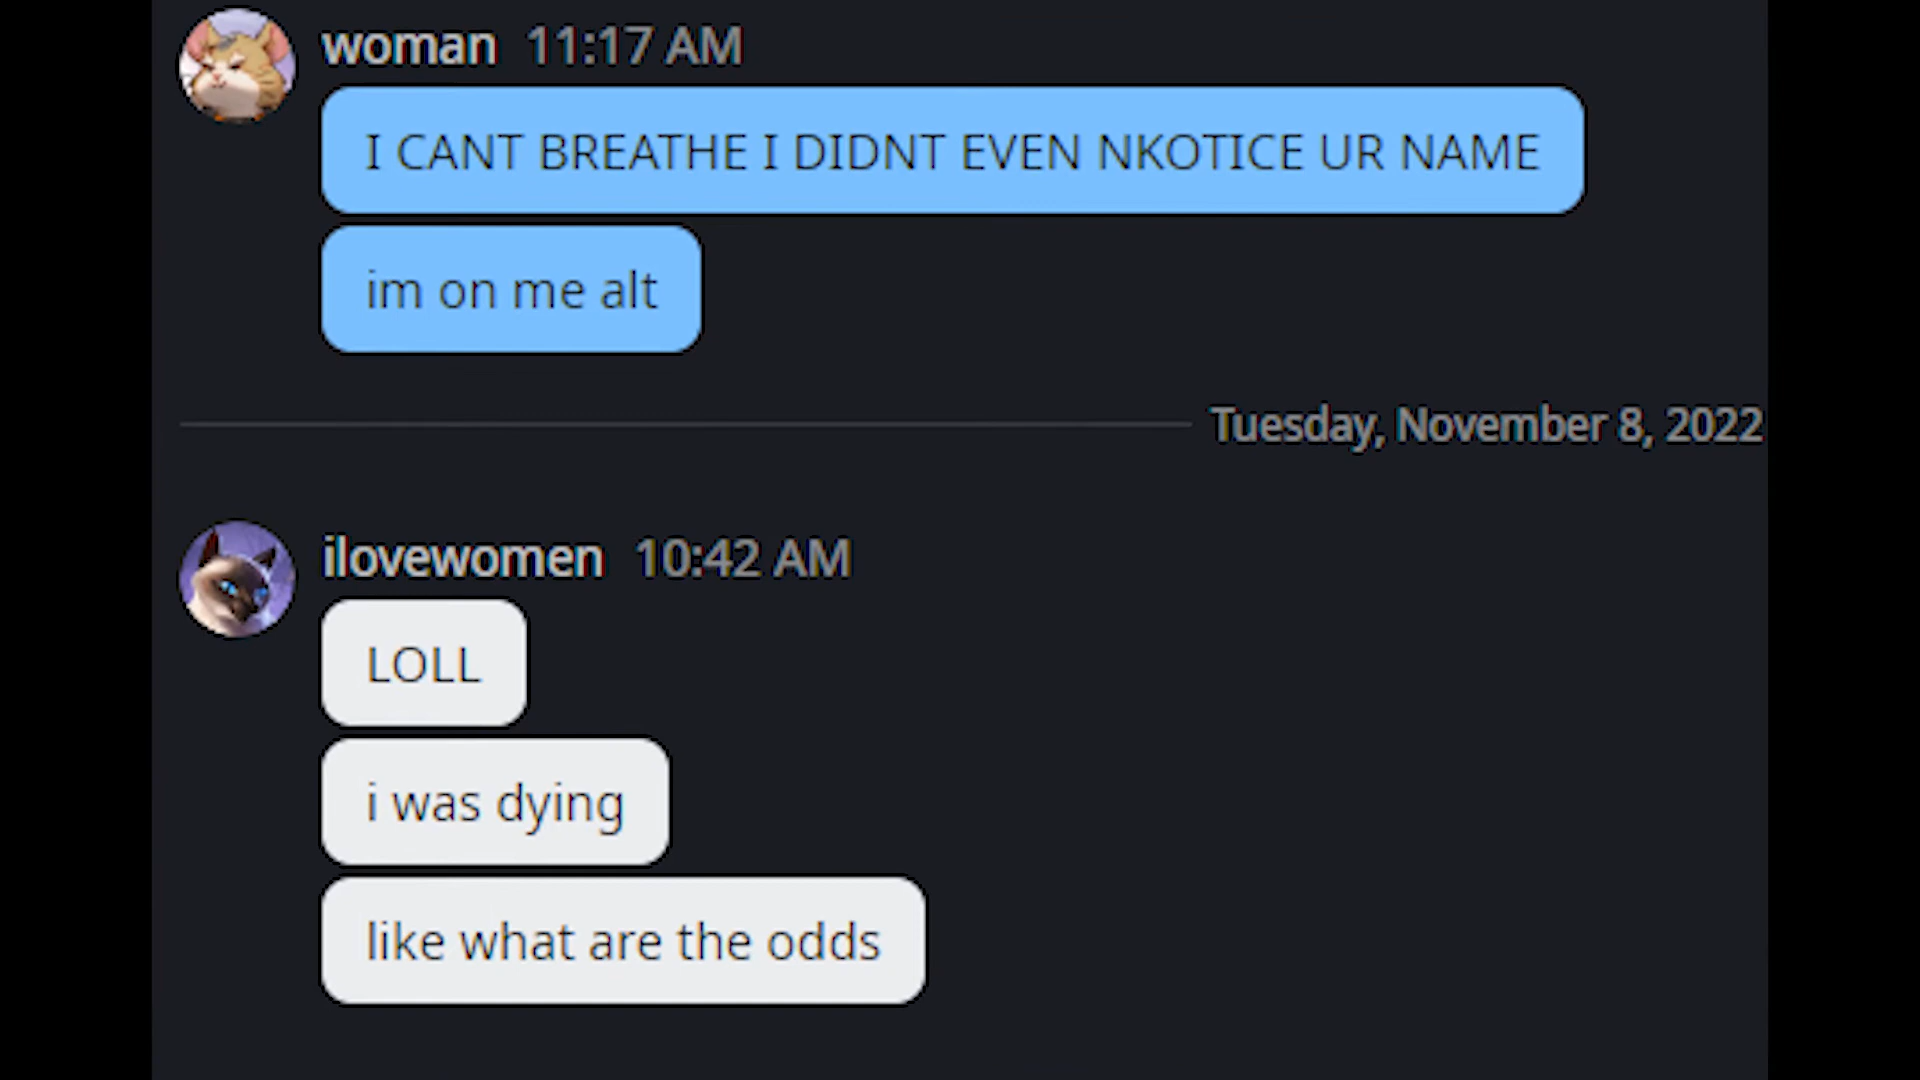 woman 11:17 AM
I CANT BREATHE I DIDNT EVEN NKOTICE UR NAME
im on me alt
Tuesday, November 8, 2022
ilovewomen 10:42 AM
LOLL
i was dying
like what are the odds